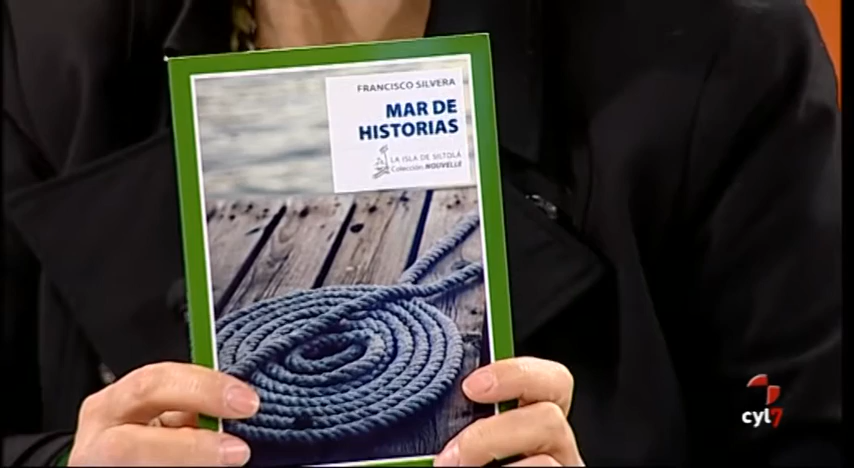 FRANCISCO SILVERA
MAR DE
HISTORIAS
LA ISLA DE SILTOLÁ
Colección NOUVELLE
cyl7